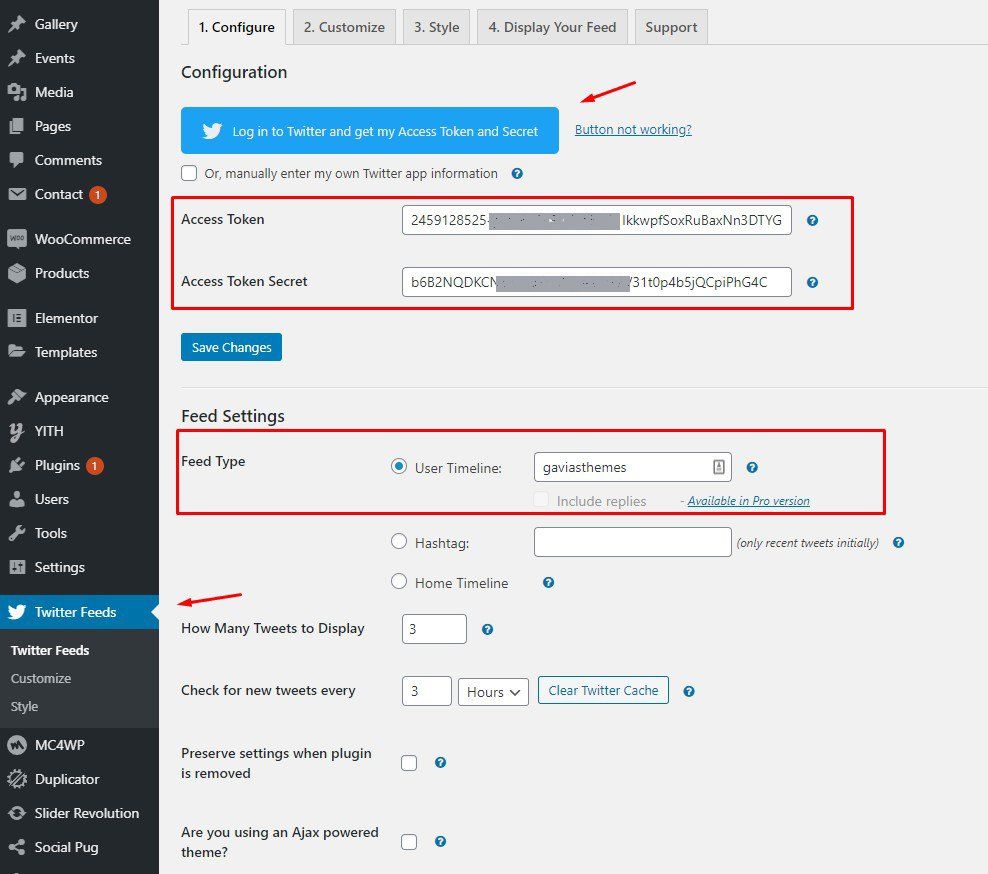 Gallery
Events
Media
Pages
Comments
Contact 1
WooCommerce
Products
Elementor
Templates
Appearance
YITH
Plugins 1
Users
Tools
Settings
Twitter Feeds
Twitter Feeds
Customize
Style
MC4WP
Duplicator
Slider Revolution
Social Pug
1. Configure 2. Customize 3. Style 4. Display Your Feed Support
Configuration
Log in to Twitter and get my Access Token and Secret Button not working?
Or, manually enter my own Twitter app information ?
Access Token 2459128525- IkkwpfSoxRuBaxNn3DTYG ?
Access Token Secret b6B2NQDKCN /31t0p4b5jQCpiPhG4C ?
Save Changes
Feed Settings
Feed Type User Timeline: gaviasthemes ?
Include replies - Available in Pro version
Hashtag: (only recent tweets initially) ?
Home Timeline ?
How Many Tweets to Display 3 ?
Check for new tweets every 3 Hours Clear Twitter Cache ?
Preserve settings when plugin
is removed ?
Are you using an Ajax powered
theme? ?